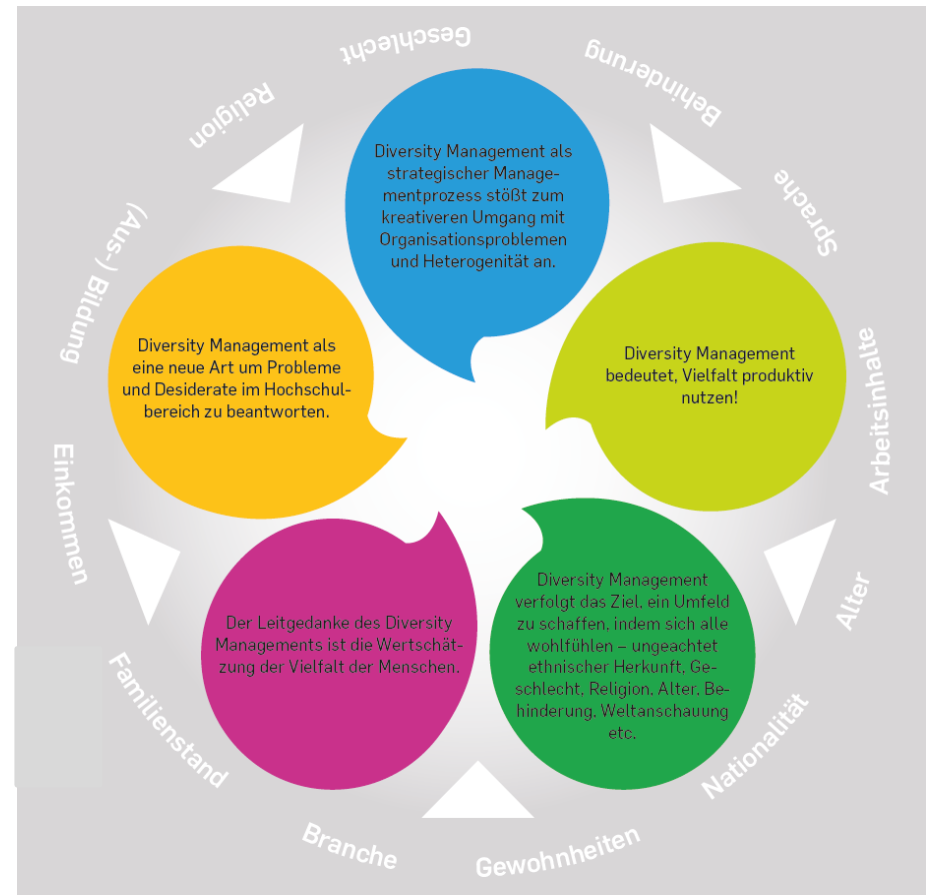 Geschlecht
Behinderung
Religion
Sprache
(Aus-) Bildung
Arbeitsinhalte
Einkommen
Alter
Familienstand
Nationalität
Branche
Gewohnheiten
Diversity Management als
strategischer Manage-
mentprozess stößt zum
kreativeren Umgang mit
Organisationsproblemen
und Heterogenität an.
Diversity Management als
eine neue Art um Probleme
und Desiderate im Hochschul-
bereich zu beantworten.
Diversity Management
bedeutet, Vielfalt produktiv
nutzen!
Der Leitgedanke des Diversity
Managements ist die Wertschät-
zung der Vielfalt der Menschen.
Diversity Management
verfolgt das Ziel, ein Umfeld
zu schaffen, indem sich alle
wohlfühlen – ungeachtet
ethnischer Herkunft, Ge-
schlecht, Religion, Alter, Be-
hinderung, Weltanschauung
etc.